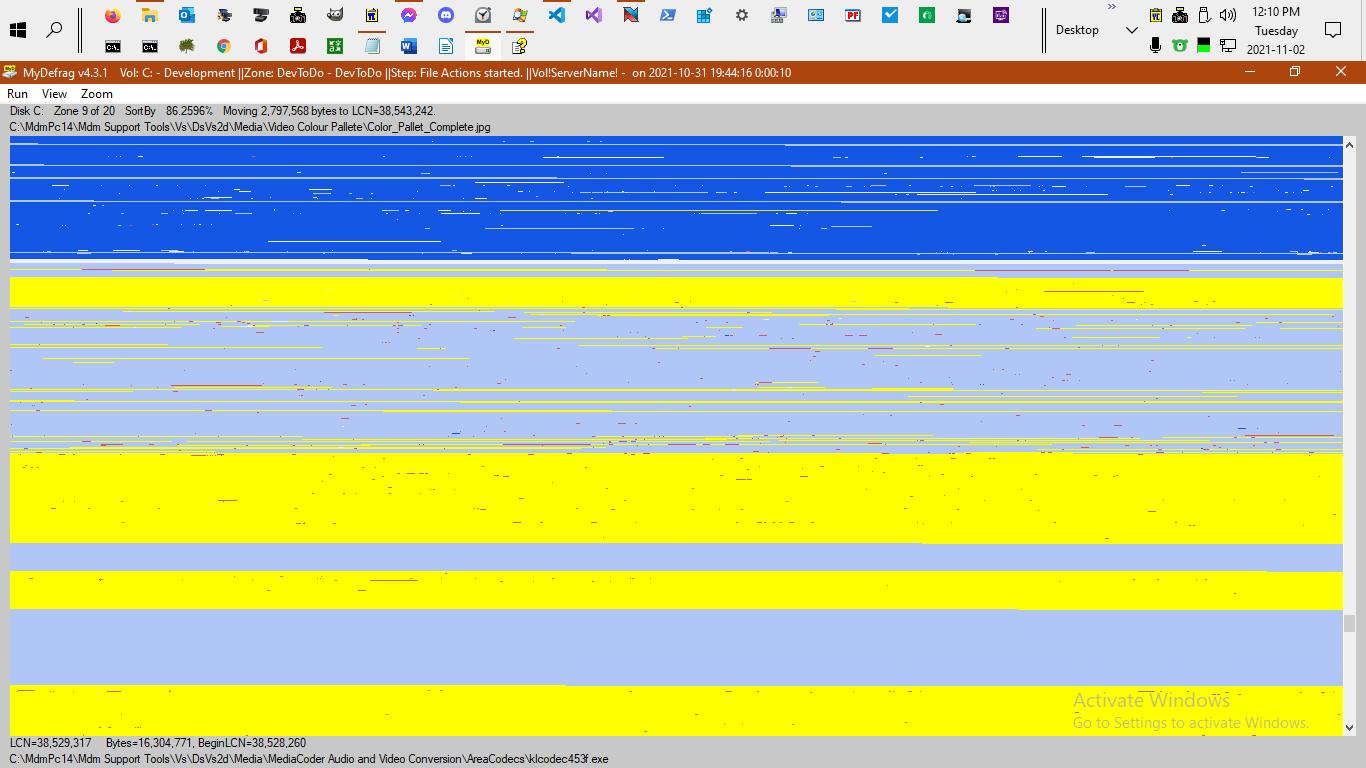 12:10 PM
Desktop
Tuesday
2021-11-02
MyDefrag v4.3.1 Vol: C: - Development ||Zone: DevToDo - DevToDo ||Step: File Actions started. ||Vol!ServerName! - on 2021-10-31 19:44:16 0:00:10
Run View Zoom
Disk C: Zone 9 of 20 SortBy 86.2596% Moving 2,797,568 bytes to LCN=38,543,242.
C:\MdmPc14\Mdm Support Tools\Vs\DsVs2d\Media\Video Colour Pallete\Color_Pallet_Complete.jpg
Activate Windows
Go to Settings to activate Windows.
LCN=38,529,317 Bytes=16,304,771, BeginLCN=38,528,260
C:\MdmPc14\Mdm Support Tools\Vs\DsVs2d\Media\MediaCoder Audio and Video Conversion\AreaCodecs\klcodec453f.exe